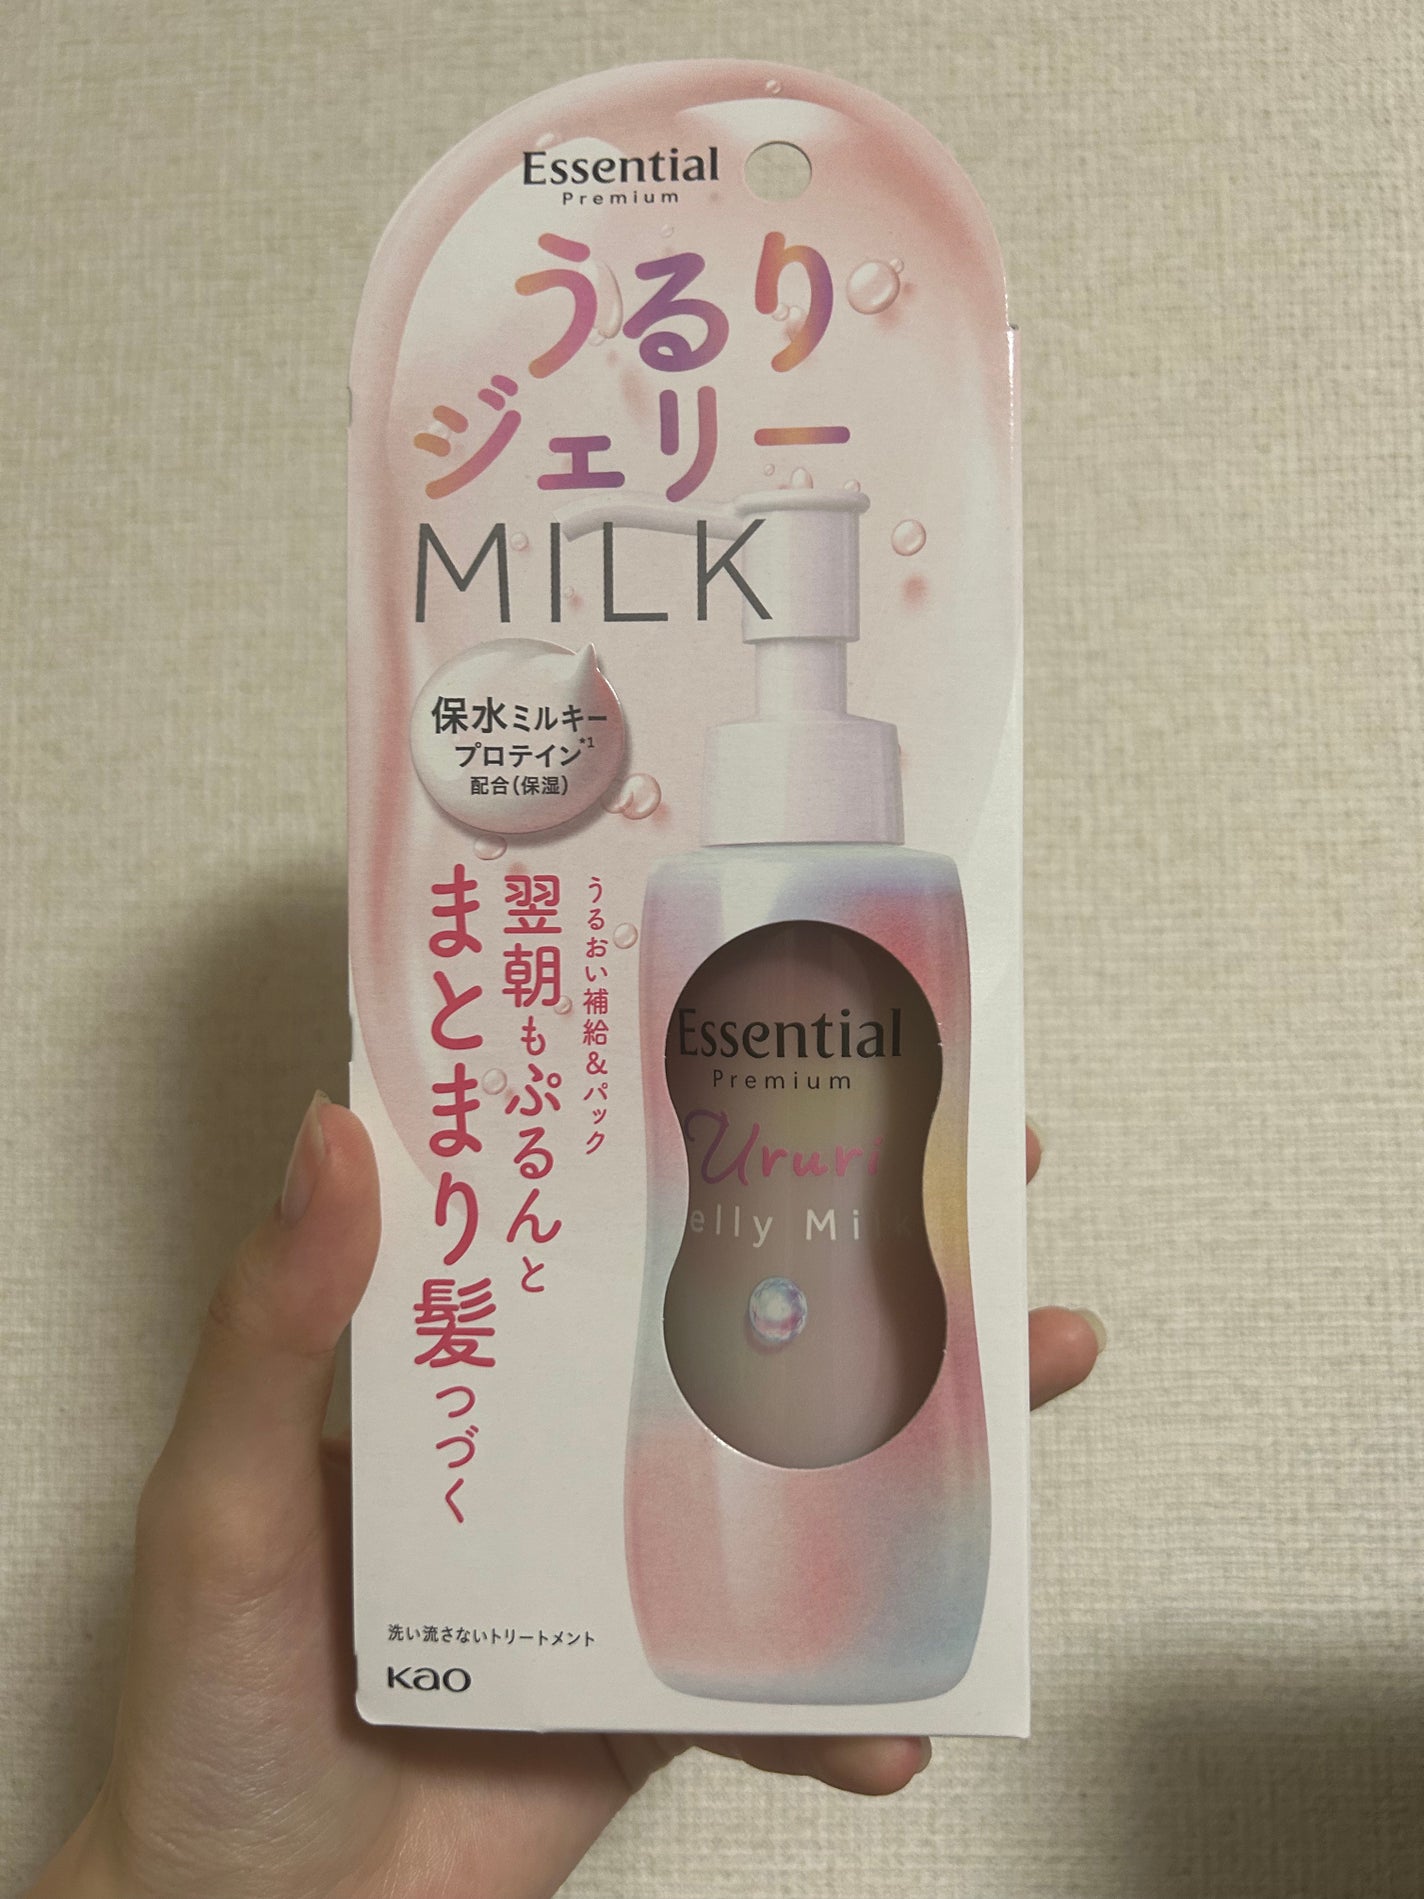 Essential
Premium
うるり
ジェリー
MILK
保水ミルキー
プロテイン*1
配合(保湿)
うるおい補給&パック
翌朝もぷるんと
まとまり髪つづく
Essential
Premium
Ururi
elly Milk
洗い流さないトリートメント
Kao